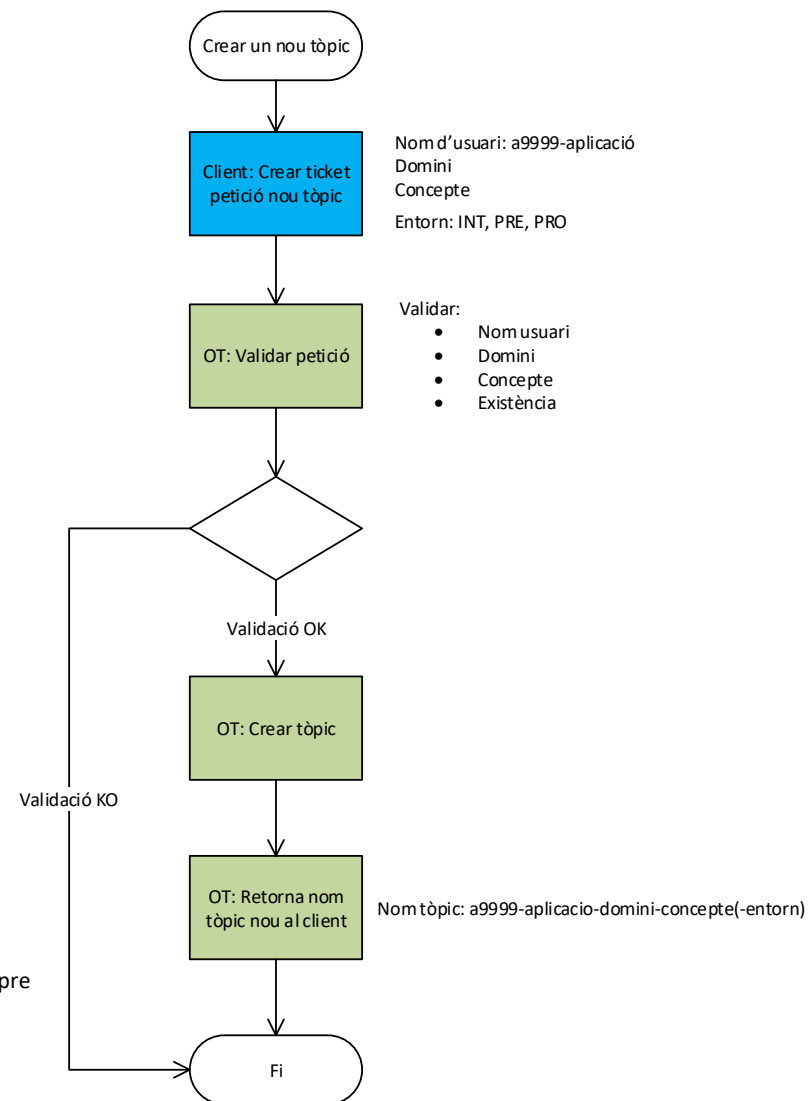 Crear un nou tòpic
Client: Crear ticket
petició nou tòpic
Nom d'usuari: a9999-aplicació
Domini
Concepte
Entorn: INT, PRE, PRO
OT: Validar petició
Validar:
• Nom usuari
• Domini
• Concepte
• Existència
Validació OK
OT: Crear tòpic
Validació KO
OT: Retorna nom
tòpic nou al client
Nom tòpic: a9999-aplicacio-domini-concepte(-entorn)
pre
Fi